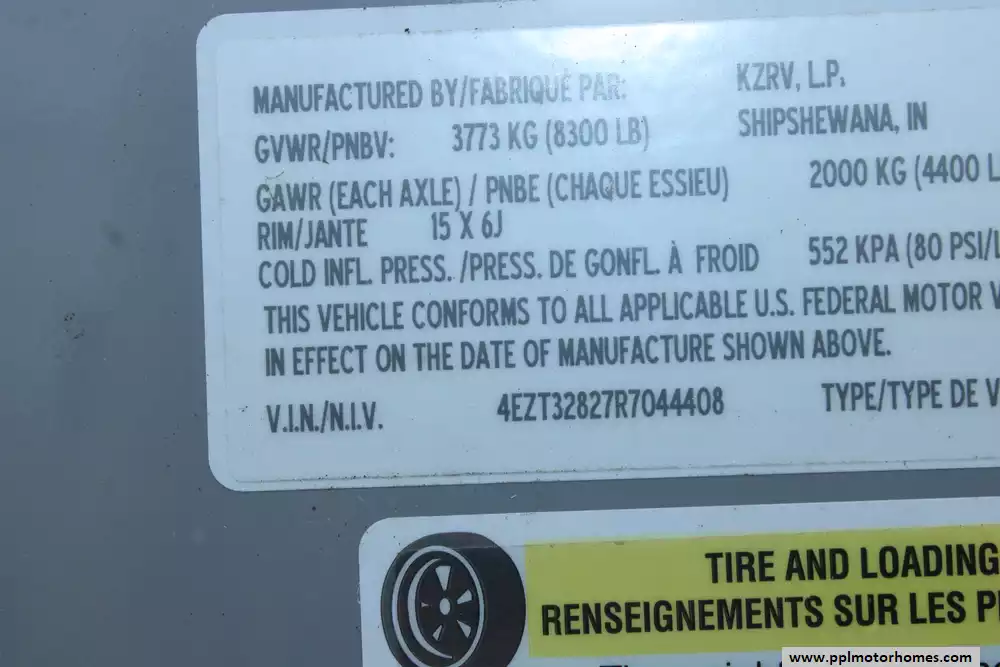 MANUFACTURED BY/FABRIQUÉ PAR: KZRV, L.P.
SHIPSHEWANA, IN
GVWR/PNBV: 3773 KG (8300 LB)
GAWR (EACH AXLE) / PNBE (CHAQUE ESSIEU) 2000 KG (4400 L
RIM/JANTE 15 X 6J
COLD INFL. PRESS. /PRESS. DE GONFL. À FROID 552 KPA (80 PSI/L
THIS VEHICLE CONFORMS TO ALL APPLICABLE U.S. FEDERAL MOTOR V
IN EFFECT ON THE DATE OF MANUFACTURE SHOWN ABOVE.
V.I.N./N.I.V. 4EZT32827R7044408 TYPE/TYPE DE V
TIRE AND LOADING
RENSEIGNEMENTS SUR LES P
www.pplmotorhomes.com